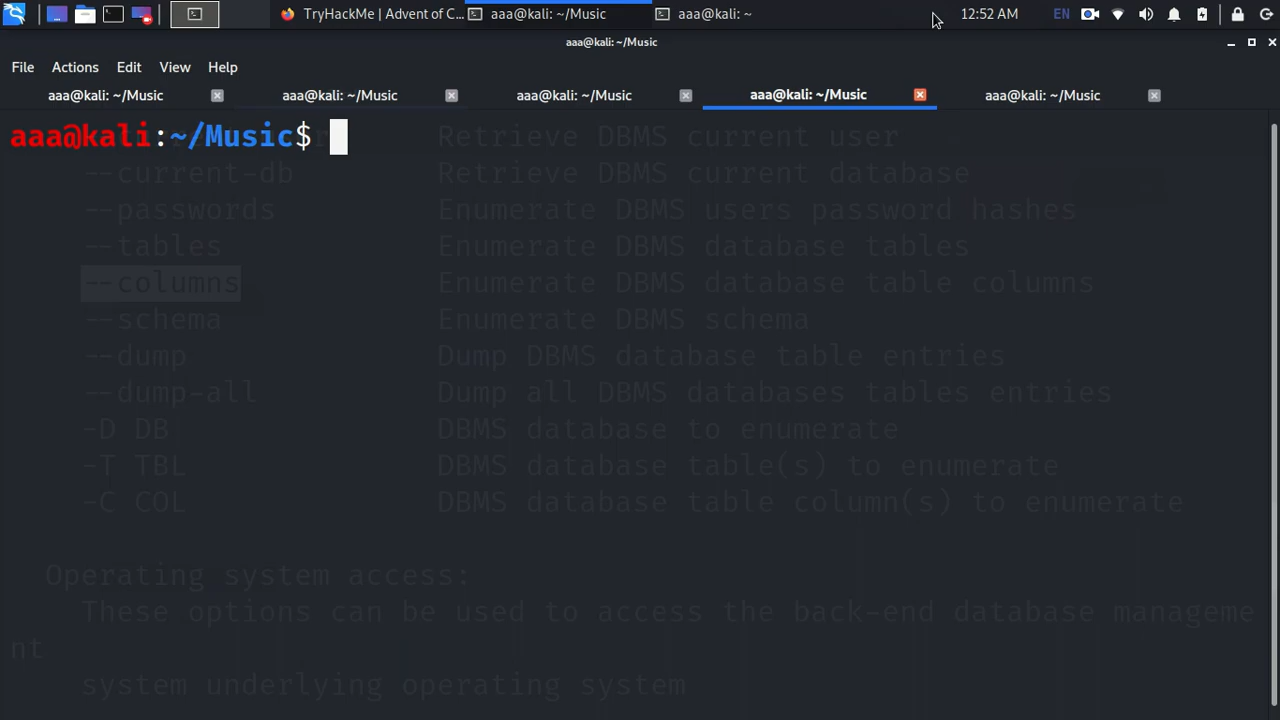 TryHackMe | Advent of C...
aaa@kali: ~/Music
aaa@kali: ~
12:52 AM
EN
aaa@kali: ~/Music
File Actions Edit View Help
aaa@kali: ~/Music
aaa@kali: ~/Music
aaa@kali: ~/Music
aaa@kali: ~/Music
aaa@kali: ~/Music
aaa@kali:~/Music$
Retrieve DBMS current user
--current-db Retrieve DBMS current database
--passwords Enumerate DBMS users password hashes
--tables Enumerate DBMS database tables
--columns Enumerate DBMS database table columns
--schema Enumerate DBMS schema
--dump Dump DBMS database table entries
--dump-all Dump all DBMS databases tables entries
-D DB DBMS database to enumerate
-T TBL DBMS database table(s) to enumerate
-C COL DBMS database table column(s) to enumerate
Operating system access:
These options can be used to access the back-end database manageme
nt
system underlying operating system